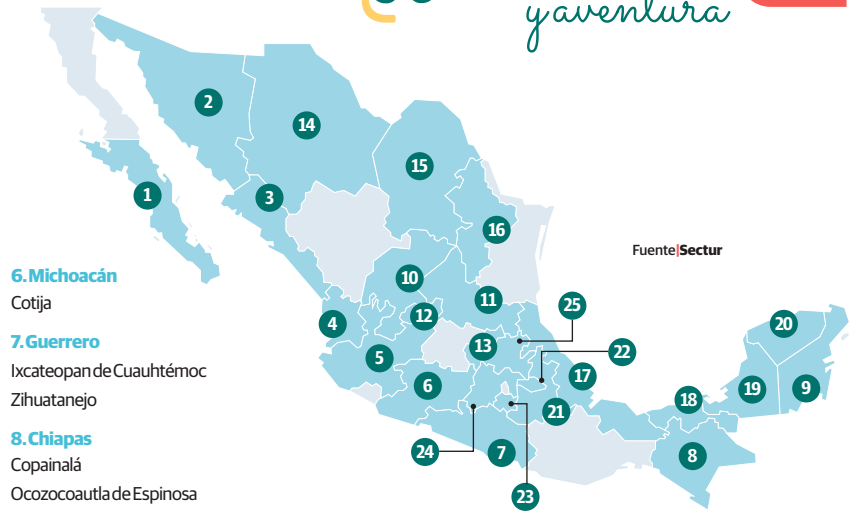 y aventura
2
14
15
1
3
16
Fuente|Sectur
6. Michoacán
Cotija
10
11
25
4
12
20
13
22
7. Guerrero
5
17
Ixcateopan de Cuauhtémoc
6
19
9
Zihuatanejo
18
21
8. Chiapas
24
7
8
Copainalá
Ocozocoautla de Espinosa
23